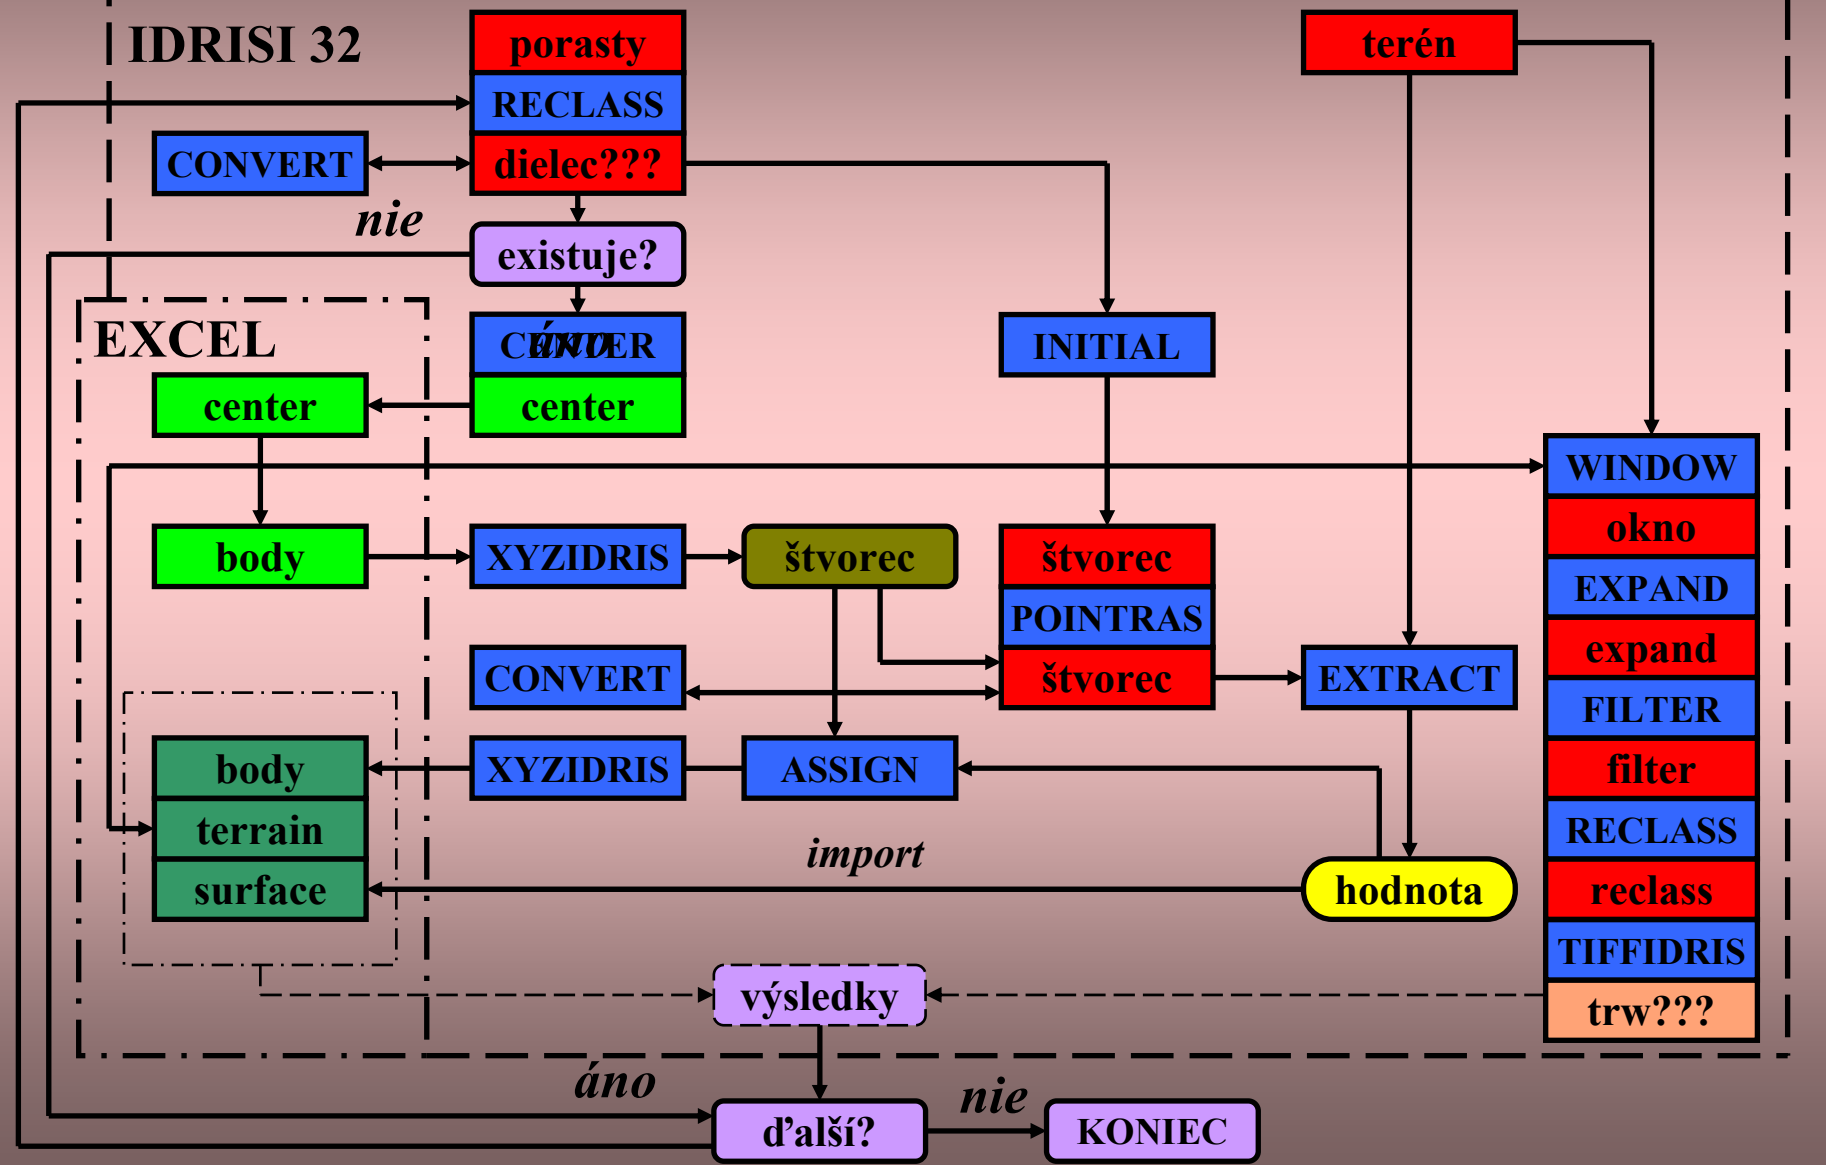 IDRISI 32
porasty
terén
RECLASS
CONVERT
dielec???
nie
existuje?
EXCEL
CENTER
áno
INITIAL
center
center
WINDOW
okno
body
XYZIDRIS
štvorec
štvorec
EXPAND
POINTRAS
expand
CONVERT
štvorec
EXTRACT
FILTER
body
XYZIDRIS
ASSIGN
filter
terrain
RECLASS
import
surface
hodnota
reclass
TIFFIDRIS
výsledky
trw???
áno
nie
ďalší?
KONIEC